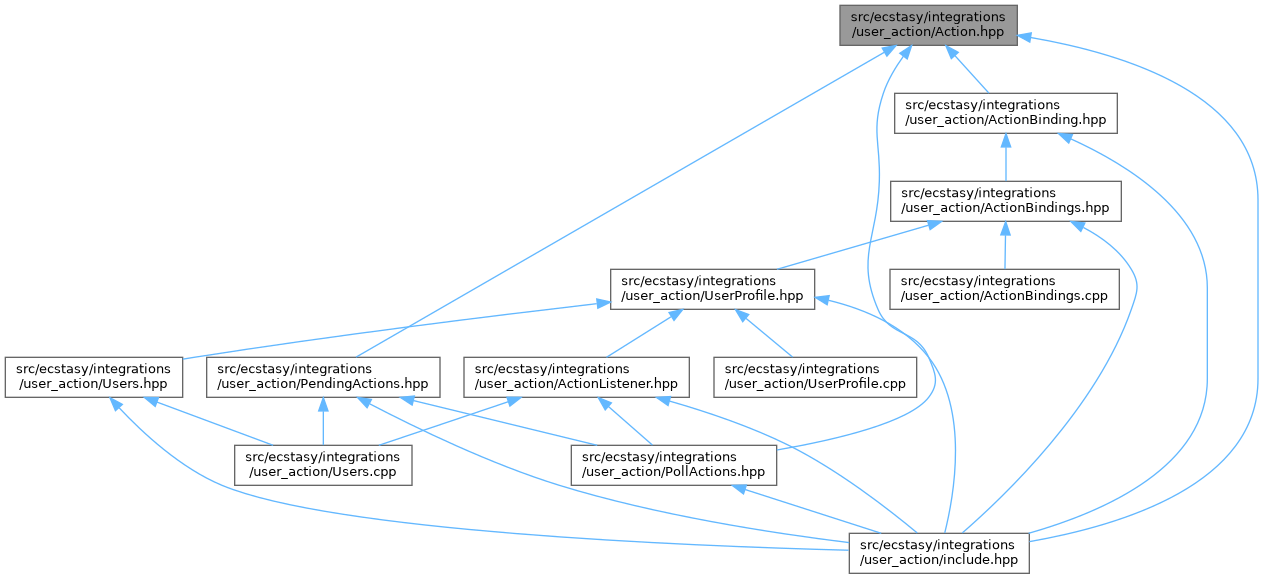 src/ecstasy/integrations
/user_action/Action.hpp
src/ecstasy/integrations
/user_action/ActionBinding.hpp
src/ecstasy/integrations
/user_action/ActionBindings.hpp
src/ecstasy/integrations
/user_action/UserProfile.hpp
src/ecstasy/integrations
/user_action/ActionBindings.cpp
src/ecstasy/integrations
/user_action/Users.hpp
src/ecstasy/integrations
/user_action/PendingActions.hpp
src/ecstasy/integrations
/user_action/ActionListener.hpp
src/ecstasy/integrations
/user_action/UserProfile.cpp
src/ecstasy/integrations
/user_action/Users.cpp
src/ecstasy/integrations
/user_action/PollActions.hpp
src/ecstasy/integrations
/user_action/include.hpp